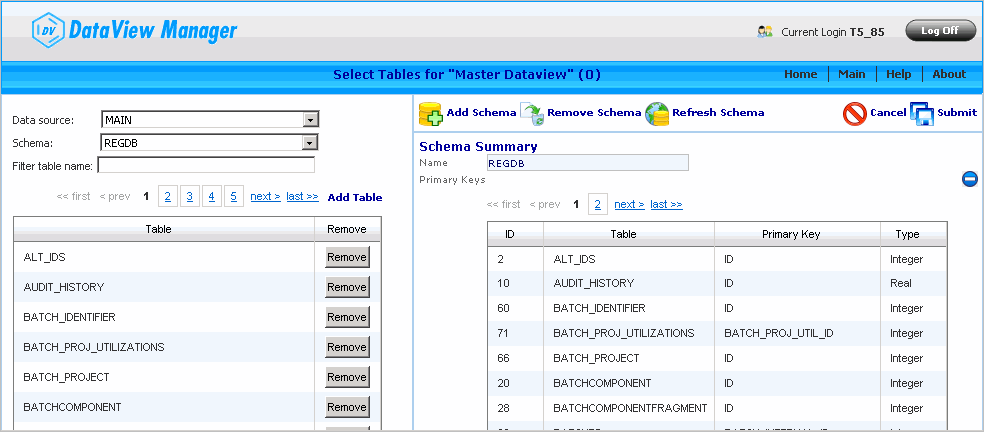 DV DataView Manager
Current Login T5_85 Log Off
Select Tables for "Master Dataview" (0)
Home Main Help About
Data source: MAIN
Schema: REGDB
Filter table name:
<< first < prev 1 2 3 4 5 next > last >> Add Table
Table Remove
ALT_IDS Remove
AUDIT_HISTORY Remove
BATCH_IDENTIFIER Remove
BATCH_PROJ_UTILIZATIONS Remove
BATCH_PROJECT Remove
BATCHCOMPONENT Remove
Add Schema Remove Schema Refresh Schema Cancel Submit
Schema Summary
Name REGDB
Primary Keys
<< first < prev 1 2 next > last >>
ID Table Primary Key Type
2 ALT_IDS ID Integer
10 AUDIT_HISTORY ID Real
60 BATCH_IDENTIFIER ID Integer
71 BATCH_PROJ_UTILIZATIONS BATCH_PROJ_UTIL_ID Integer
66 BATCH_PROJECT ID Integer
20 BATCHCOMPONENT ID Integer
28 BATCHCOMPONENTFRAGMENT ID Integer